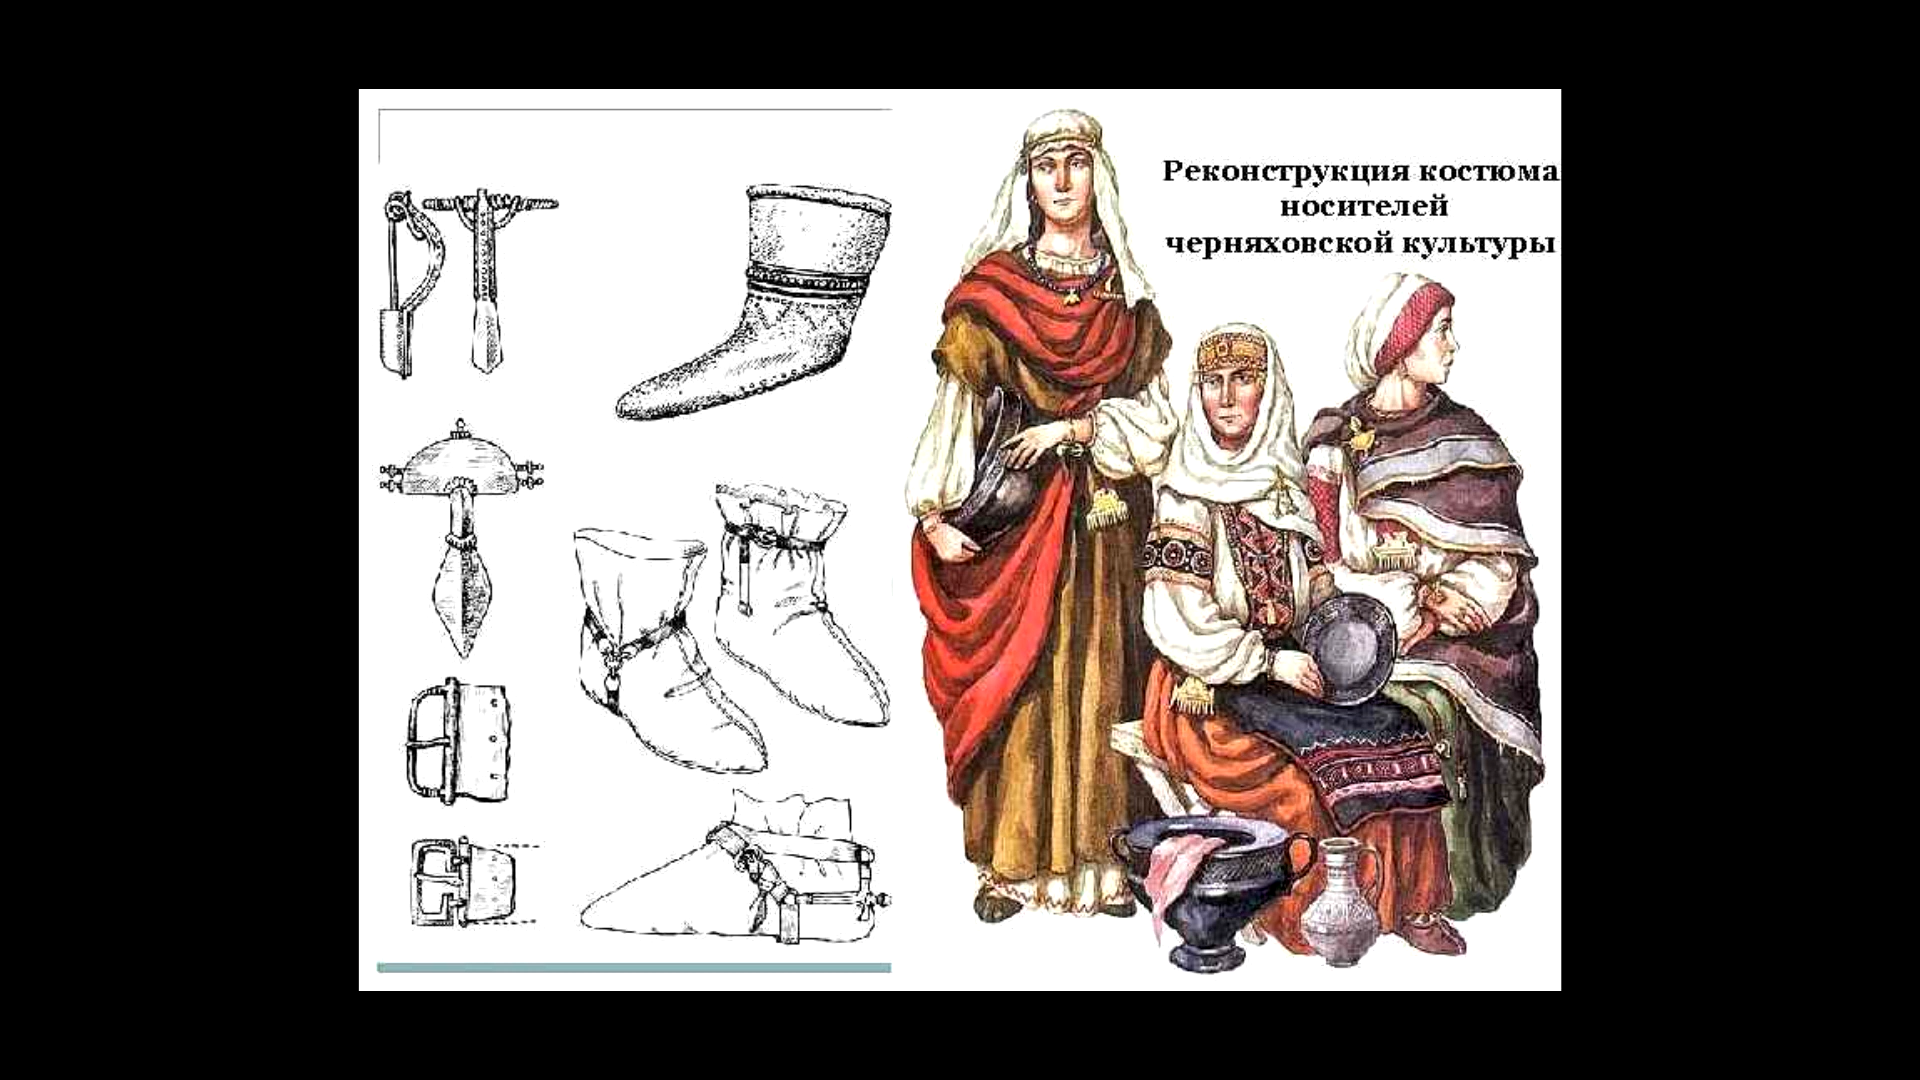 Реконструкция костюма
носителей
черняховской культуры